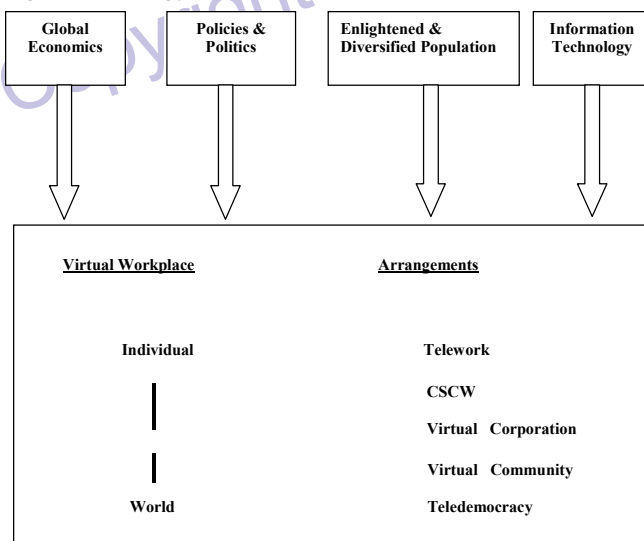 Global
Economics
Policies &
Politics
Enlightened &
Diversified Population
Information
Technology
Copyright
Virtual Workplace
Arrangements
Individual
Telework
CSCW
Virtual Corporation
Virtual Community
World
Teledemocracy